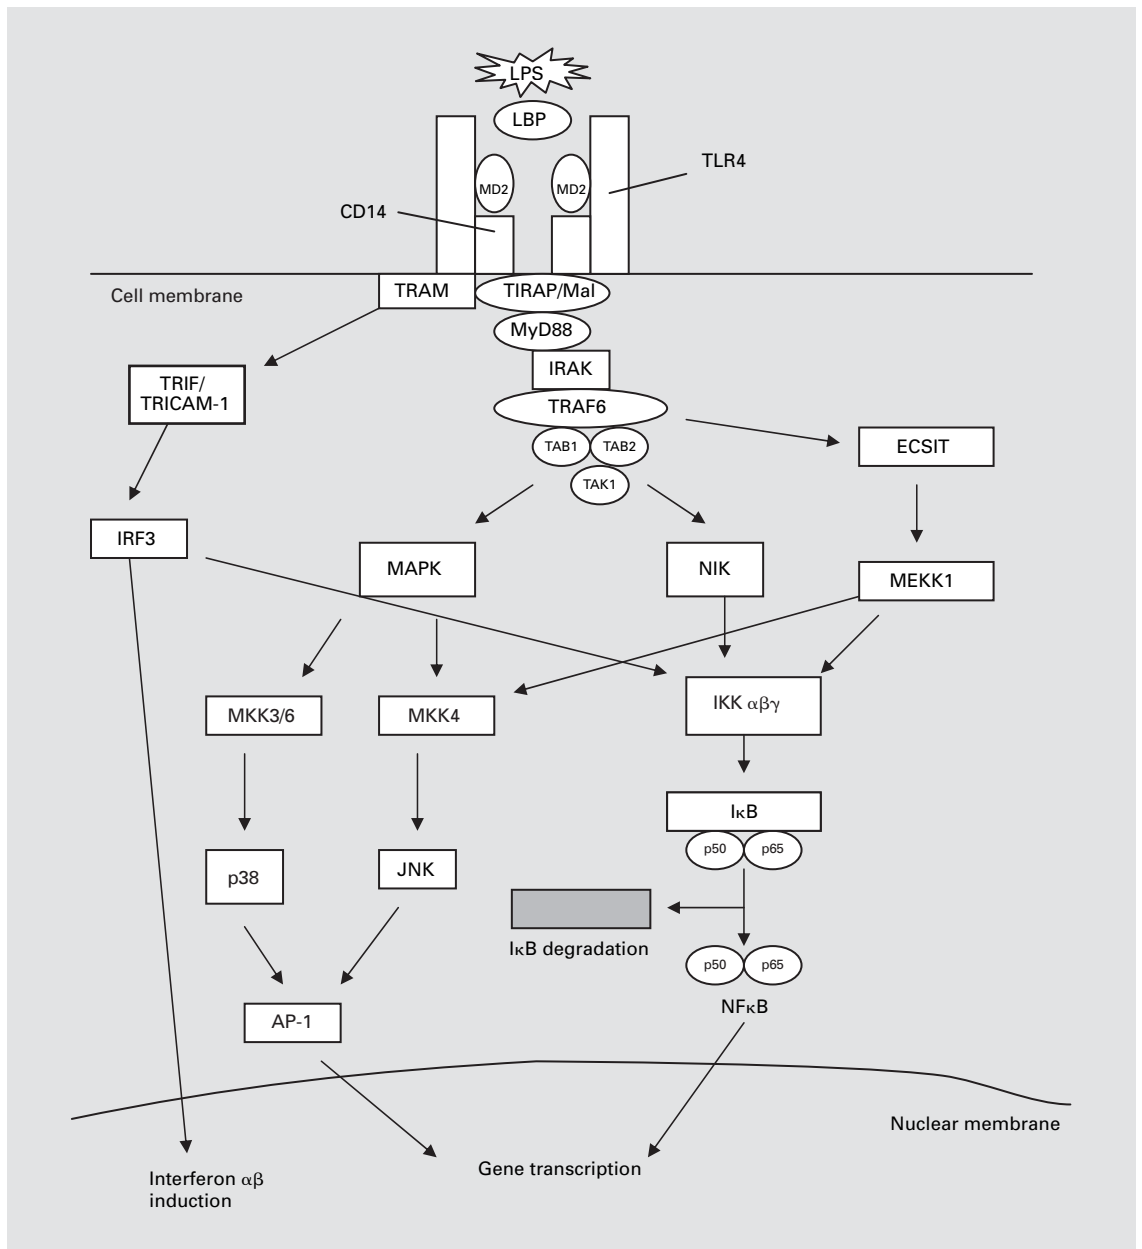 LPS
LBP
TLR4
MD2
MD2
CD14
Cell membrane
TRAM
TIRAP/Mal
MyD88
IRAK
TRIF/
TRICAM-1
TRAF6
TAB1
TAB2
ECSIT
TAK1
IRF3
MAPK
NIK
MEKK1
MKK3/6
MKK4
IKK αβγ
IκB
p50
p65
p38
JNK
IκB degradation
p50
p65
NFκB
AP-1
Nuclear membrane
Gene transcription
Interferon αβ
induction